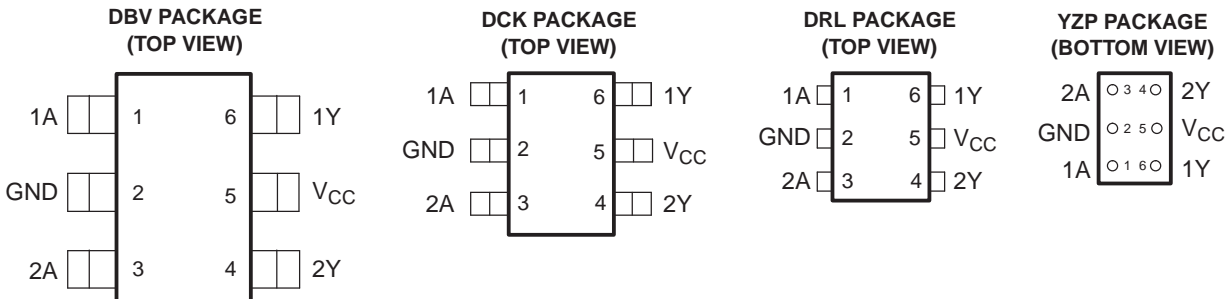 DBV PACKAGE
(TOP VIEW)
1A 1 6 1Y
GND 2 5 VCC
2A 3 4 2Y
DCK PACKAGE
(TOP VIEW)
1A 1 6 1Y
GND 2 5 VCC
2A 3 4 2Y
DRL PACKAGE
(TOP VIEW)
1A 1 6 1Y
GND 2 5 VCC
2A 3 4 2Y
YZP PACKAGE
(BOTTOM VIEW)
2A 3 4 2Y
GND 2 5 VCC
1A 1 6 1Y